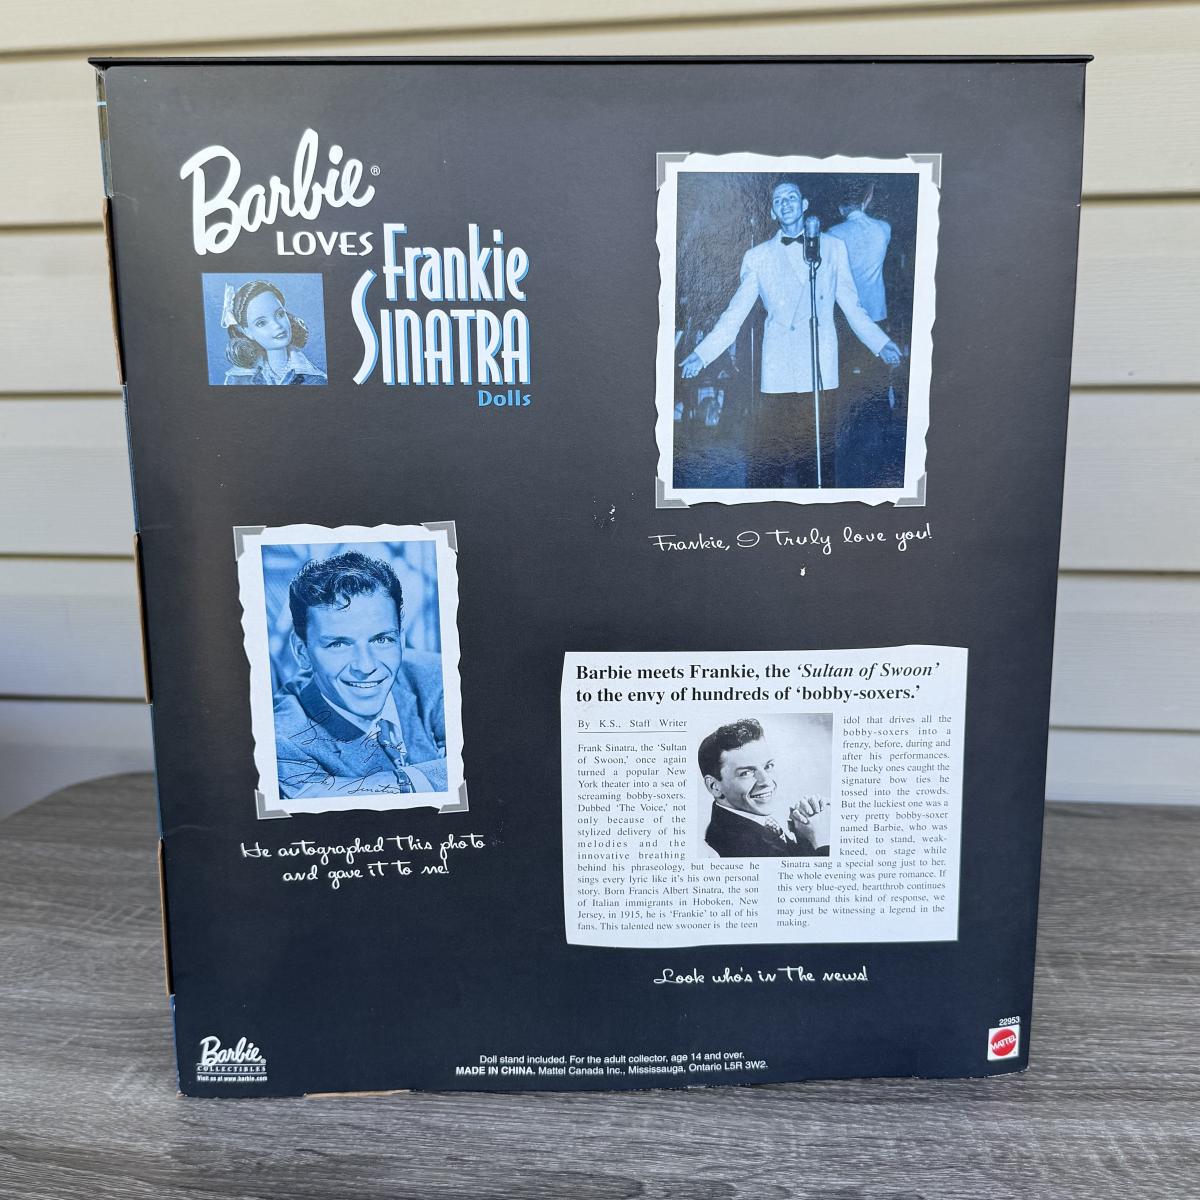 Barbie®
LOVES
Frankie
SINATRA
Dolls
Frankie, I truly love you!
He autographed this photo
and gave it to me!
Barbie meets Frankie, the ‘Sultan of Swoon’
to the envy of hundreds of ‘bobby-soxers.’
By K.S., Staff Writer
Frank Sinatra, the ‘Sultan
of Swoon,’ once again
turned a popular New
York theater into a sea of
screaming bobby-soxers.
Dubbed ‘The Voice,’ not
only because of the
stylized delivery of his
melodies and the
innovative breathing
behind his phraseology, but because he
sings every lyric like it’s his own personal
story. Born Francis Albert Sinatra, the son
of Italian immigrants in Hoboken, New
Jersey, in 1915, he is ‘Frankie’ to all of his
fans. This talented new swooner is the teen
idol that drives all the
bobby-soxers into a
frenzy, before, during and
after his performances.
The lucky ones caught the
signature bow ties he
tossed into the crowds.
But the luckiest one was a
very pretty bobby-soxer
named Barbie, who was
invited to stand, weak-
kneed, on stage while
Sinatra sang a special song just to her.
The whole evening was pure romance. If
this very blue-eyed, heartthrob continues
to command this kind of response, we
may just be witnessing a legend in the
making.
Look who's in the news!
Barbie®
COLLECTIBLES
Visit us at www.barbie.com
Doll stand included. For the adult collector, age 14 and over.
MADE IN CHINA. Mattel Canada Inc., Mississauga, Ontario L5R 3W2.
22953
MATTEL